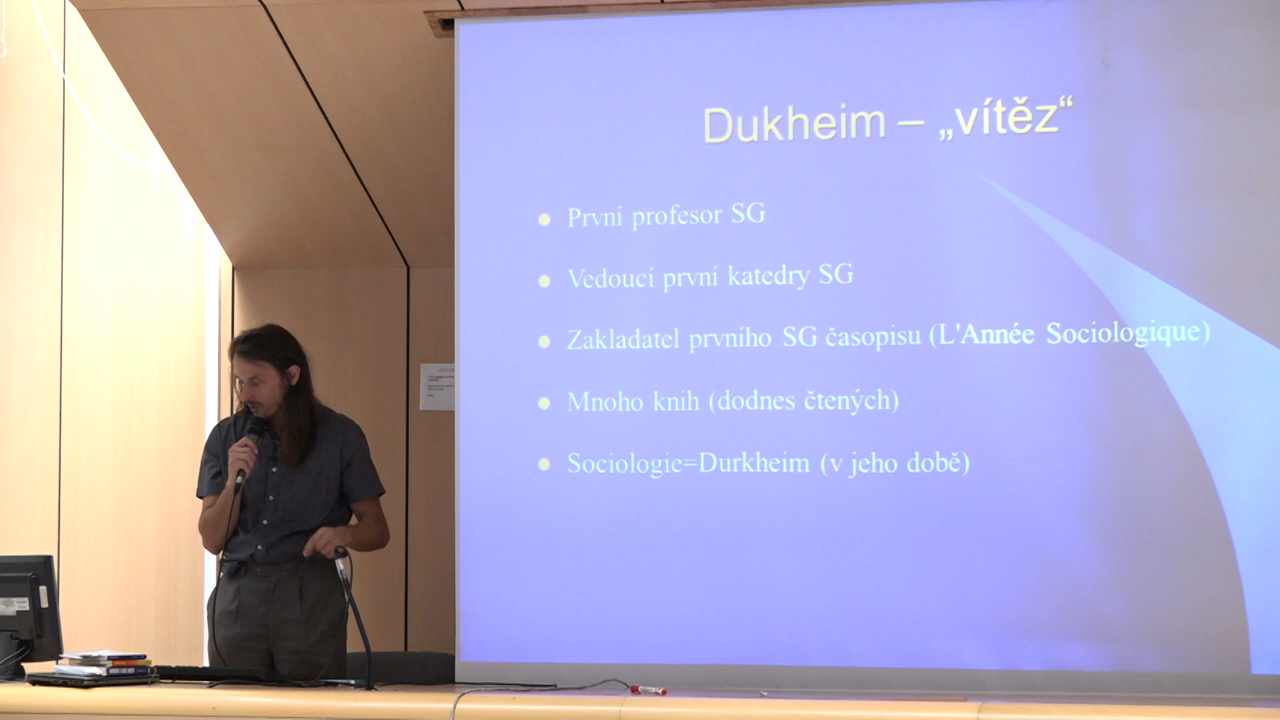 Dukheim – „vítěz“
První profesor SG
Vedoucí první katedry SG
Zakladatel prvního SG časopisu (L'Année Sociologique)
Mnoho knih (dodnes čtených)
Sociologie=Durkheim (v jeho době)